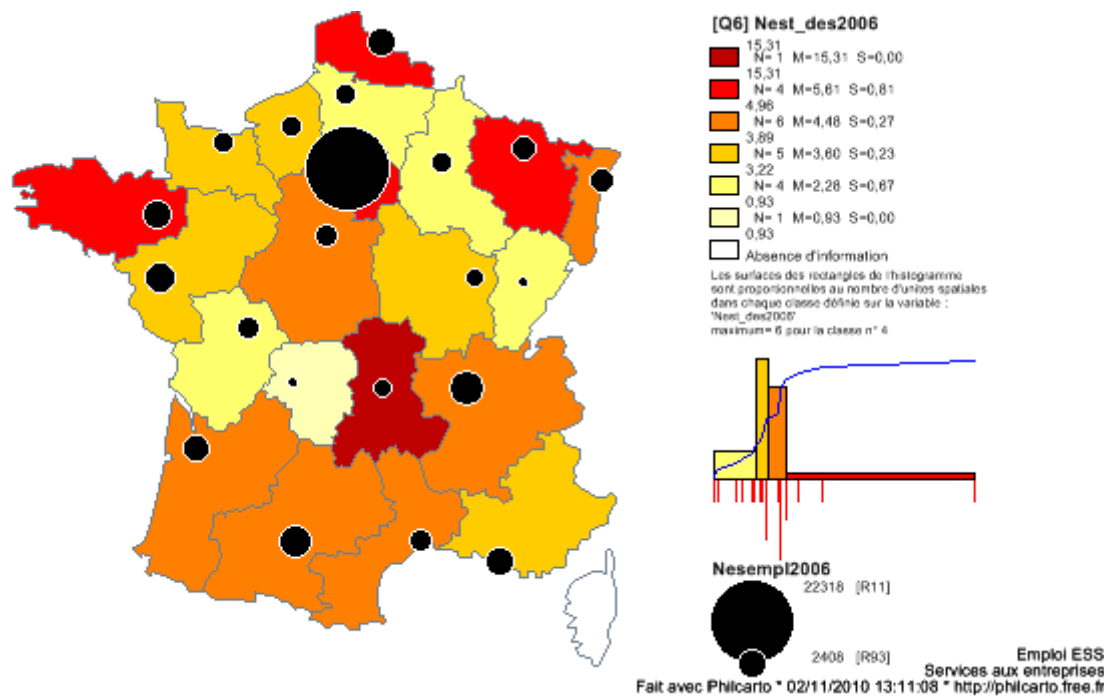 [Q6] Nest_des2006
15,31
N= 1 M=15,31 S=0,00
15,31
N= 4 M=5,61 S=0,81
4,96
N= 6 M=4,48 S=0,27
3,89
N= 5 M=3,60 S=0,23
3,22
N= 4 M=2,28 S=0,67
0,93
N= 1 M=0,93 S=0,00
0,93
Absence d'information
Les surfaces des rectangles de l'histogramme
sont proportionnelles au nombre d'unites spatiales
dans chaque classe définie sur la variable :
'Nest_des2006'
maximum= 6 pour la classe n° 4
Nesempl2006
22318 [R11]
2408 [R93]
Emploi ESS
Services aux entreprises
Fait avec Philcarto * 02/11/2010 13:11:08 * http://philcarto.free.fr